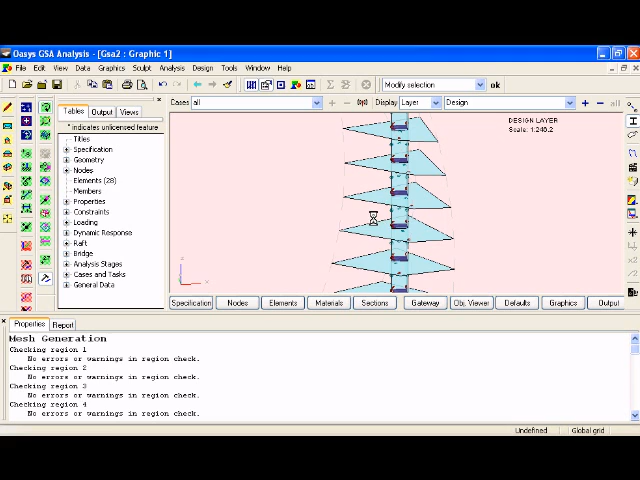 Oasys GSA Analysis - [Gsa2 : Graphic 1]
File Edit View Data Graphics Sculpt Analysis Design Tools Window Help
Modify selection ok
Cases all Display Layer Design
Tables Output Views
* indicates unlicenced feature
Titles
Specification
Geometry
Nodes
Elements (28)
Members
Properties
Constraints
Loading
Dynamic Response
Raft
Bridge
Analysis Stages
Cases and Tasks
General Data
DESIGN LAYER
Scale: 1:240.2
Specification Nodes Elements Materials Sections Gateway Obj. Viewer Defaults Graphics Output
Properties Report
Mesh Generation
Checking region 1
No errors or warnings in region check.
Checking region 2
No errors or warnings in region check.
Checking region 3
No errors or warnings in region check.
Checking region 4
No errors or warnings in region check.
Undefined Global grid